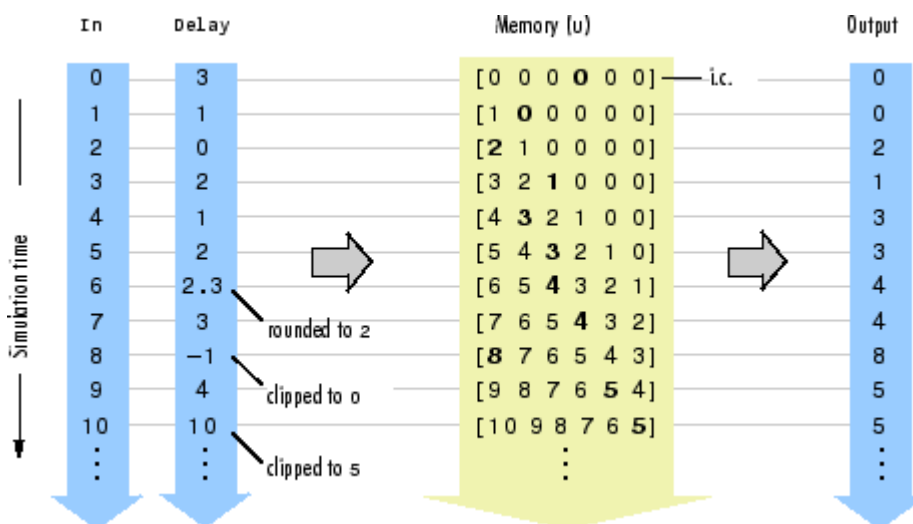 In Delay Memory (u) Output
0 3 [0 0 0 0 0 0] i.c. 0
1 1 [1 0 0 0 0 0] 0
2 0 [2 1 0 0 0 0] 2
3 2 [3 2 1 0 0 0] 1
4 1 [4 3 2 1 0 0] 3
5 2 [5 4 3 2 1 0] 3
6 2.3 [6 5 4 3 2 1] 4
rounded to 2
7 3 [7 6 5 4 3 2] 4
8 −1 [8 7 6 5 4 3] 8
clipped to 0
9 4 [9 8 7 6 5 4] 5
10 10 [10 9 8 7 6 5] 5
clipped to 5
Simulation time